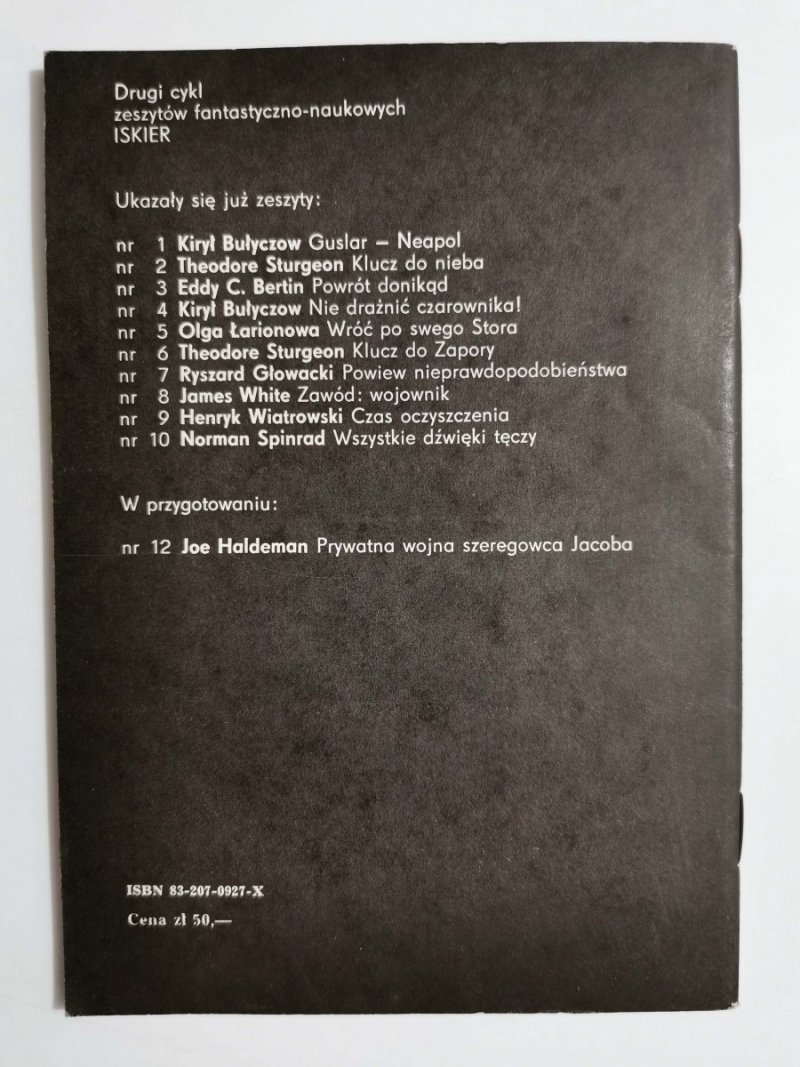 Drugi cykl
zeszytów fantastyczno-naukowych
ISKIER
Ukazały się już zeszyty:
nr 1 Kirył Bułyczow Guslar – Neapol
nr 2 Theodore Sturgeon Klucz do nieba
nr 3 Eddy C. Bertin Powrót donikąd
nr 4 Kirył Bułyczow Nie drażnić czarownika!
nr 5 Olga Łarionowa Wróć po swego Stora
nr 6 Theodore Sturgeon Klucz do Zapory
nr 7 Ryszard Głowacki Powiew nieprawdopodobieństwa
nr 8 James White Zawód: wojownik
nr 9 Henryk Wiatrowski Czas oczyszczenia
nr 10 Norman Spinrad Wszystkie dźwięki tęczy
W przygotowaniu:
nr 12 Joe Haldeman Prywatna wojna szeregowca Jacoba
ISBN 83-207-0927-X
Cena zł 50,—